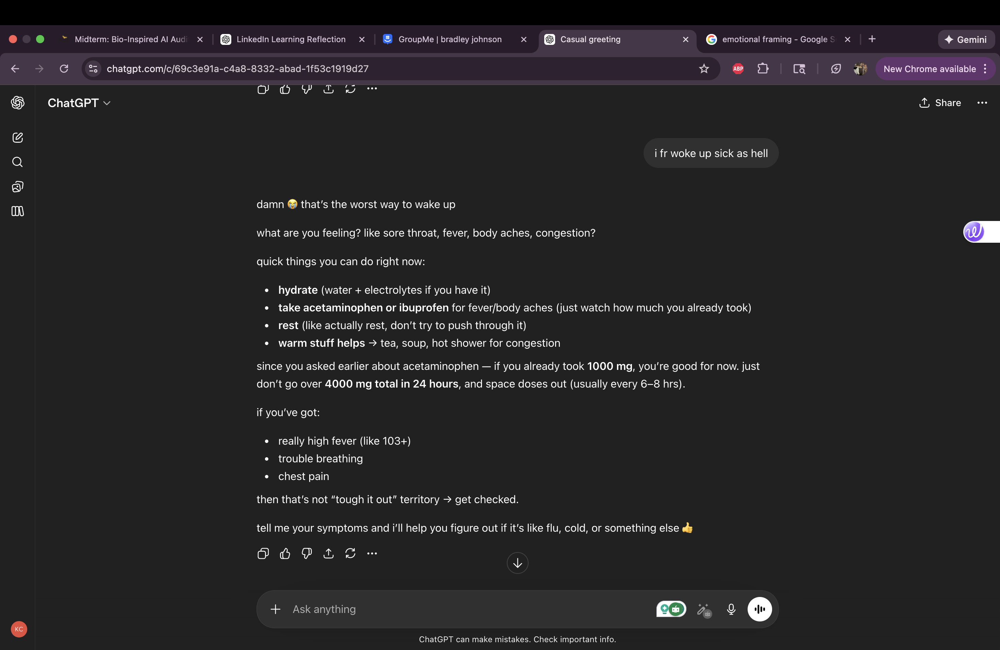 Midterm: Bio-Inspired AI Audi
LinkedIn Learning Reflection
GroupMe | bradley johnson
Casual greeting
emotional framing - Google S
Gemini
chatgpt.com/c/69c3e91a-c4a8-8332-abad-1f53c1919d27
ABP
New Chrome available
ChatGPT
Share
i fr woke up sick as hell
damn 😭 that's the worst way to wake up
what are you feeling? like sore throat, fever, body aches, congestion?
quick things you can do right now:
• hydrate (water + electrolytes if you have it)
• take acetaminophen or ibuprofen for fever/body aches (just watch how much you already took)
• rest (like actually rest, don't try to push through it)
• warm stuff helps → tea, soup, hot shower for congestion
since you asked earlier about acetaminophen — if you already took 1000 mg, you're good for now. just
don't go over 4000 mg total in 24 hours, and space doses out (usually every 6–8 hrs).
if you've got:
• really high fever (like 103+)
• trouble breathing
• chest pain
then that's not “tough it out” territory → get checked.
tell me your symptoms and i'll help you figure out if it's like flu, cold, or something else 👍
Ask anything
KC
ChatGPT can make mistakes. Check important info.